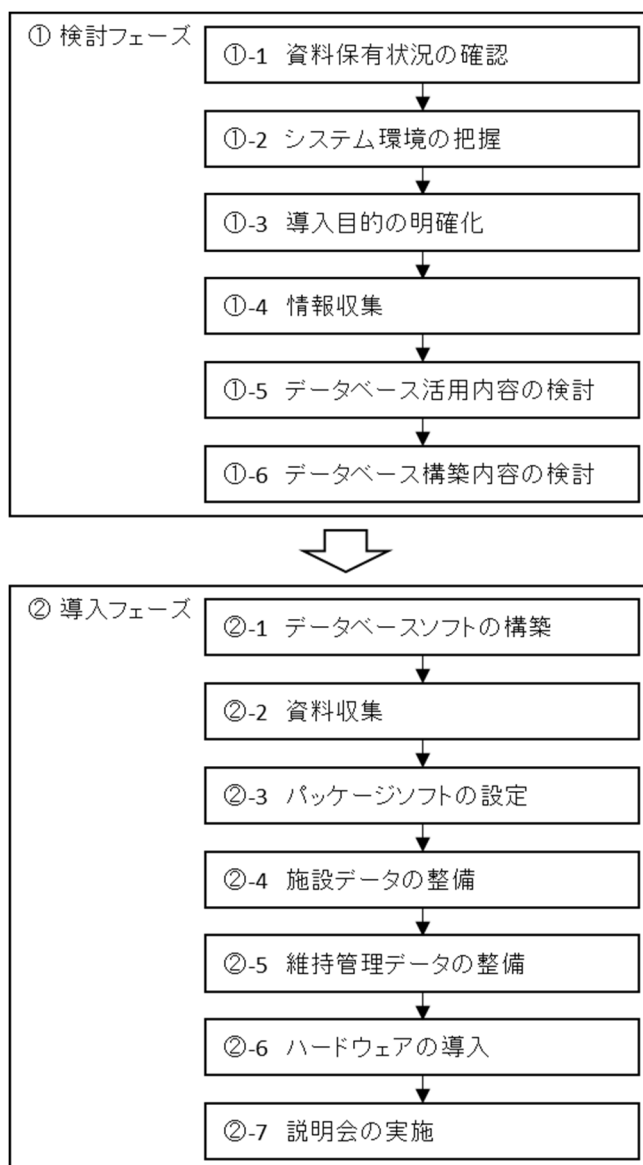 ① 検討フェーズ
①-1 資料保有状況の確認
①-2 システム環境の把握
①-3 導入目的の明確化
①-4 情報収集
①-5 データベース活用内容の検討
①-6 データベース構築内容の検討
② 導入フェーズ
②-1 データベースソフトの構築
②-2 資料収集
②-3 パッケージソフトの設定
②-4 施設データの整備
②-5 維持管理データの整備
②-6 ハードウェアの導入
②-7 説明会の実施